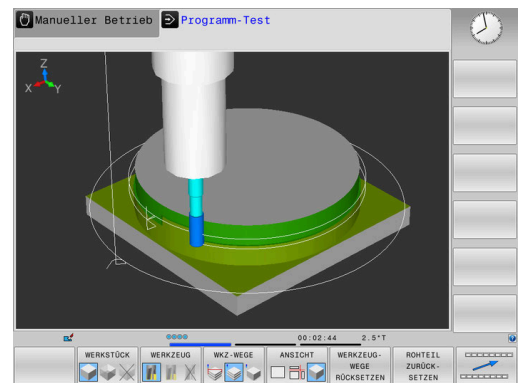 Manueller Betrieb
Programm-Test
Z
X
Y
00:02:44 2.5*T
WERKSTÜCK
WERKZEUG
WKZ-WEGE
ANSICHT
WERKZEUG-
WEGE
RÜCKSETZEN
ROHTEIL
ZURÜCK-
SETZEN